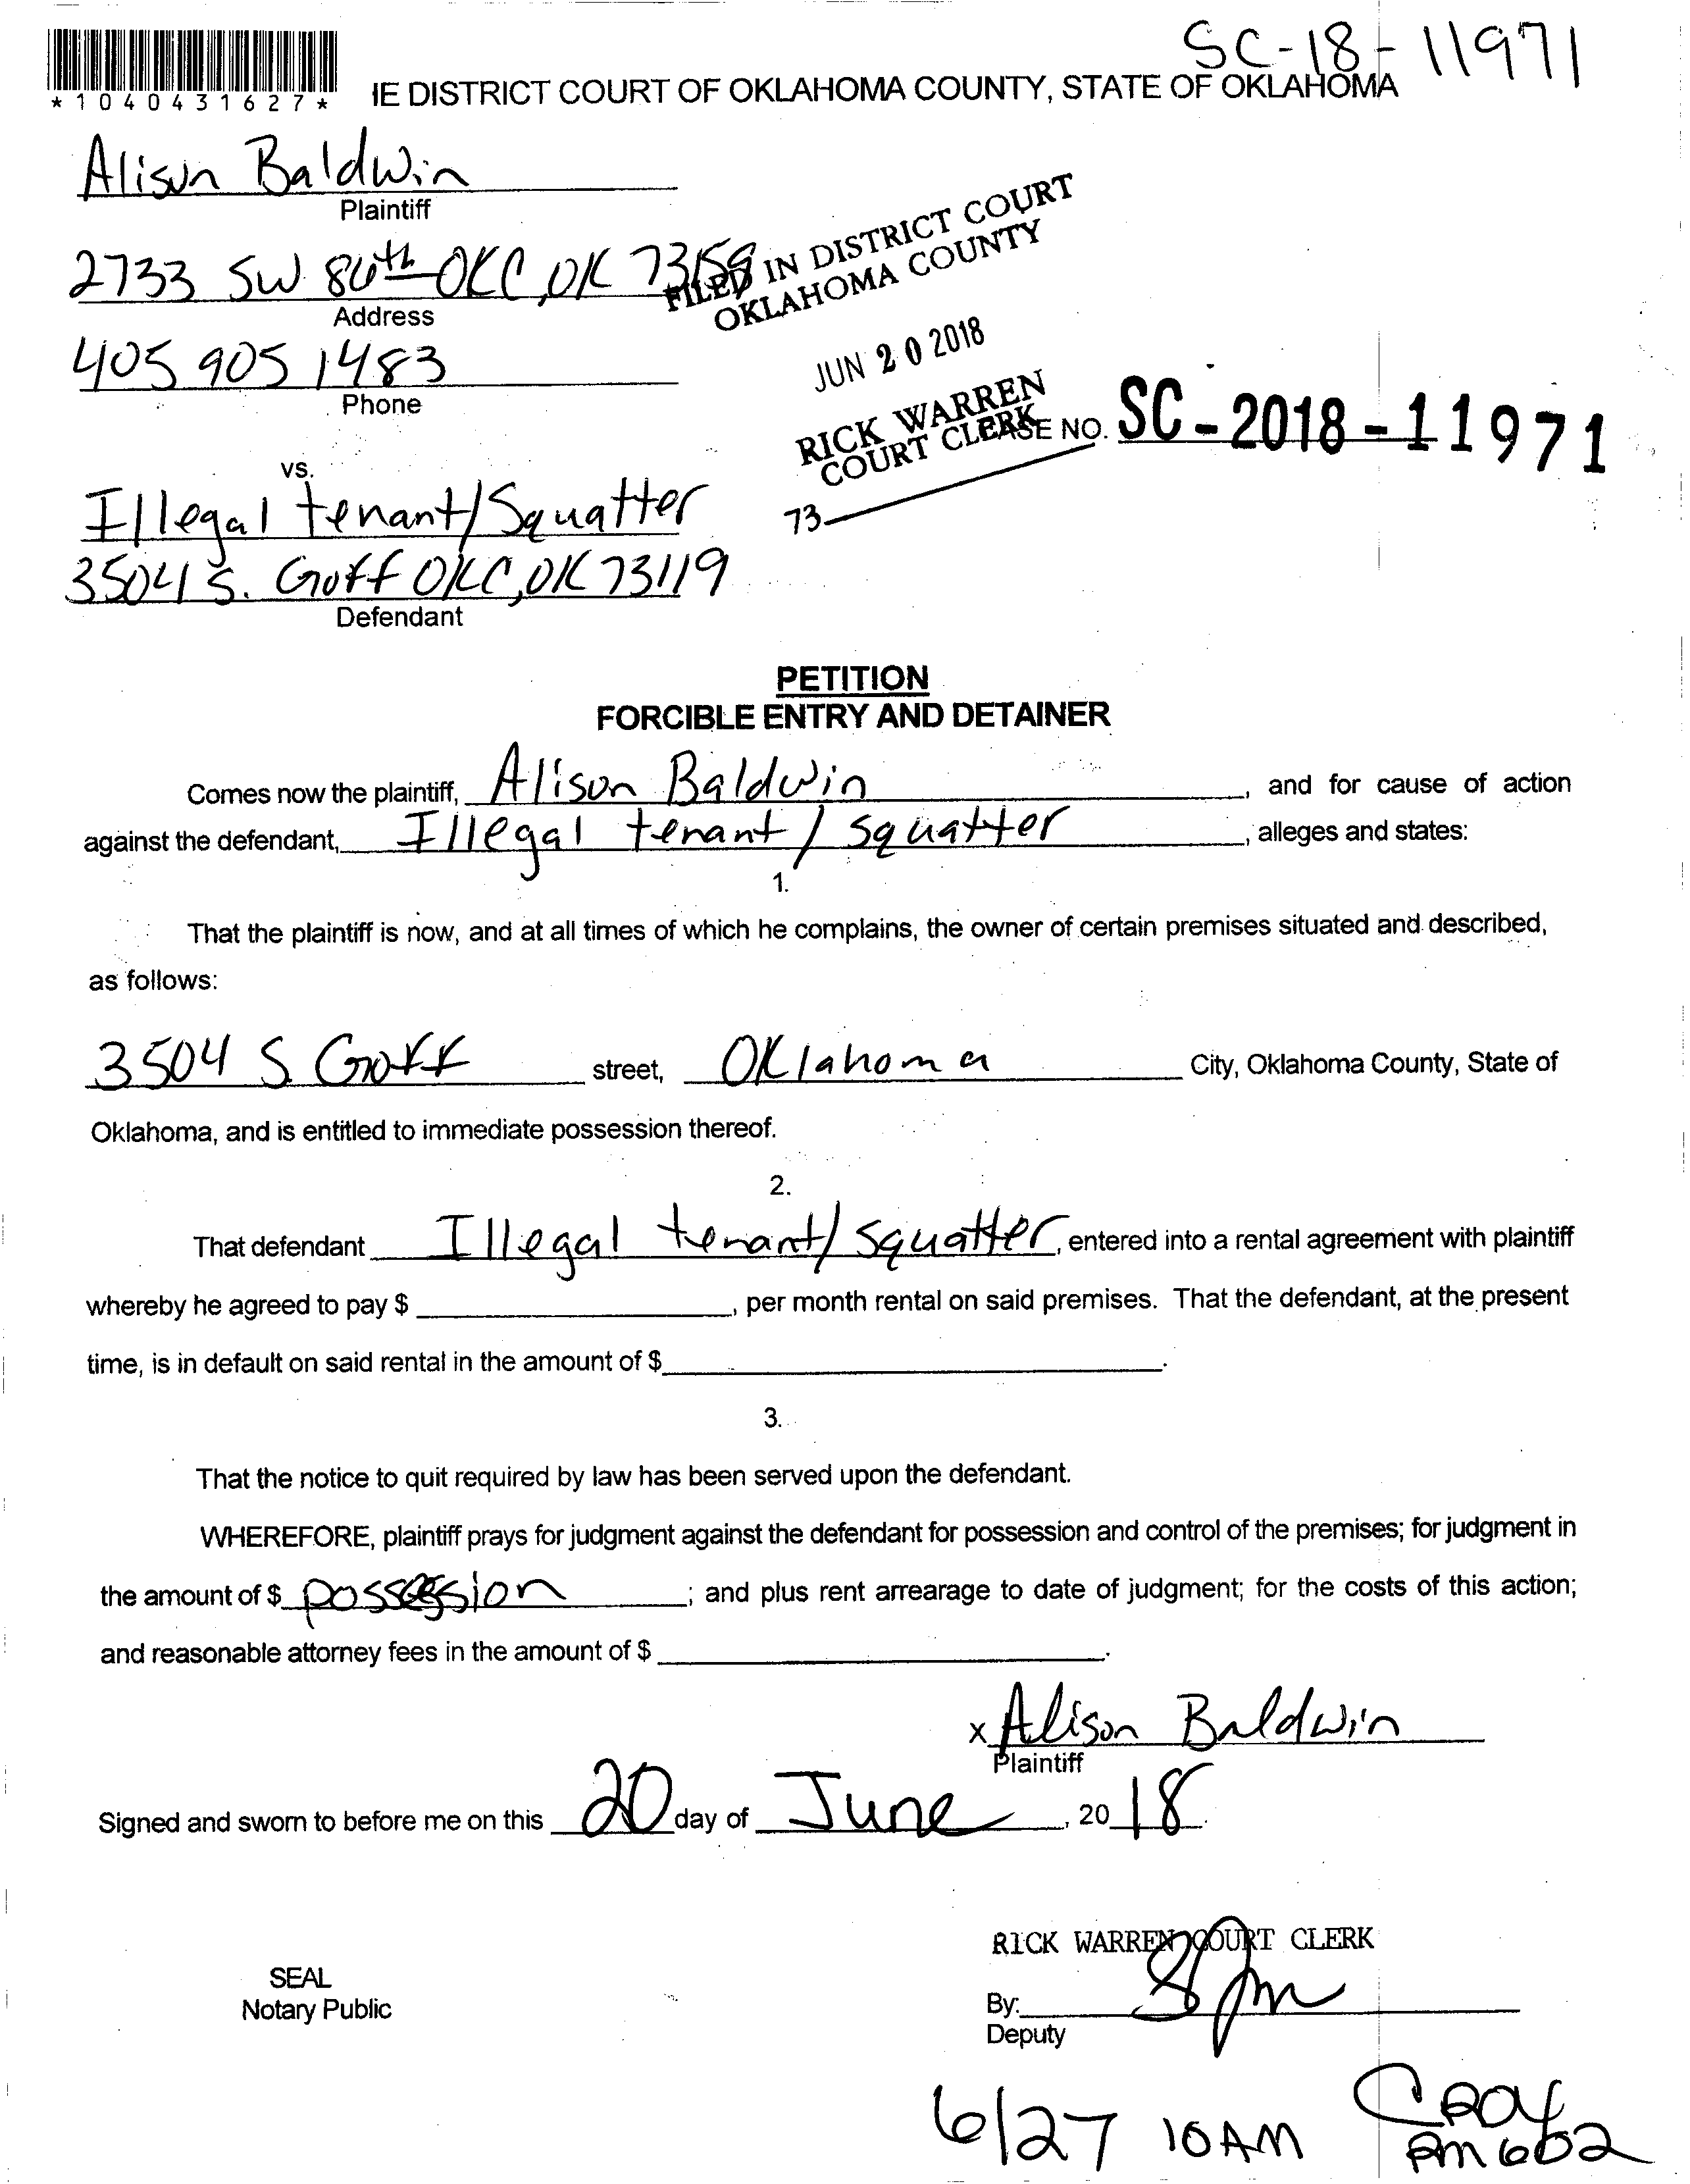 SC-18-11971
*1040431627*
IE DISTRICT COURT OF OKLAHOMA COUNTY, STATE OF OKLAHOMA
Alison Baldwin
Plaintiff
2733 SW 86th OKC, OK 73159
Address
FILED IN DISTRICT COURT
OKLAHOMA COUNTY
405 905 1483
Phone
JUN 20 2018
RICK WARREN
COURT CLERK
CASE NO. SC-2018-11971
73
vs.
Illegal tenant/Squatter
3504 S. Goff OKC, OK 73119
Defendant
PETITION
FORCIBLE ENTRY AND DETAINER
Comes now the plaintiff, Alison Baldwin, and for cause of action
against the defendant, Illegal tenant / squatter, alleges and states:
1.
That the plaintiff is now, and at all times of which he complains, the owner of certain premises situated and described,
as follows:
3504 S. Goff street, Oklahoma City, Oklahoma County, State of
Oklahoma, and is entitled to immediate possession thereof.
2.
That defendant Illegal tenant/squatter, entered into a rental agreement with plaintiff
whereby he agreed to pay $, per month rental on said premises. That the defendant, at the present
time, is in default on said rental in the amount of $.
3.
That the notice to quit required by law has been served upon the defendant.
WHEREFORE, plaintiff prays for judgment against the defendant for possession and control of the premises; for judgment in
the amount of $ possession; and plus rent arrearage to date of judgment; for the costs of this action;
and reasonable attorney fees in the amount of $.
x Alison Baldwin
Plaintiff
Signed and sworn to before me on this 20 day of June, 20 18.
RICK WARREN COURT CLERK
SEAL
Notary Public
By:
Deputy
6/27 10AM
RM 602